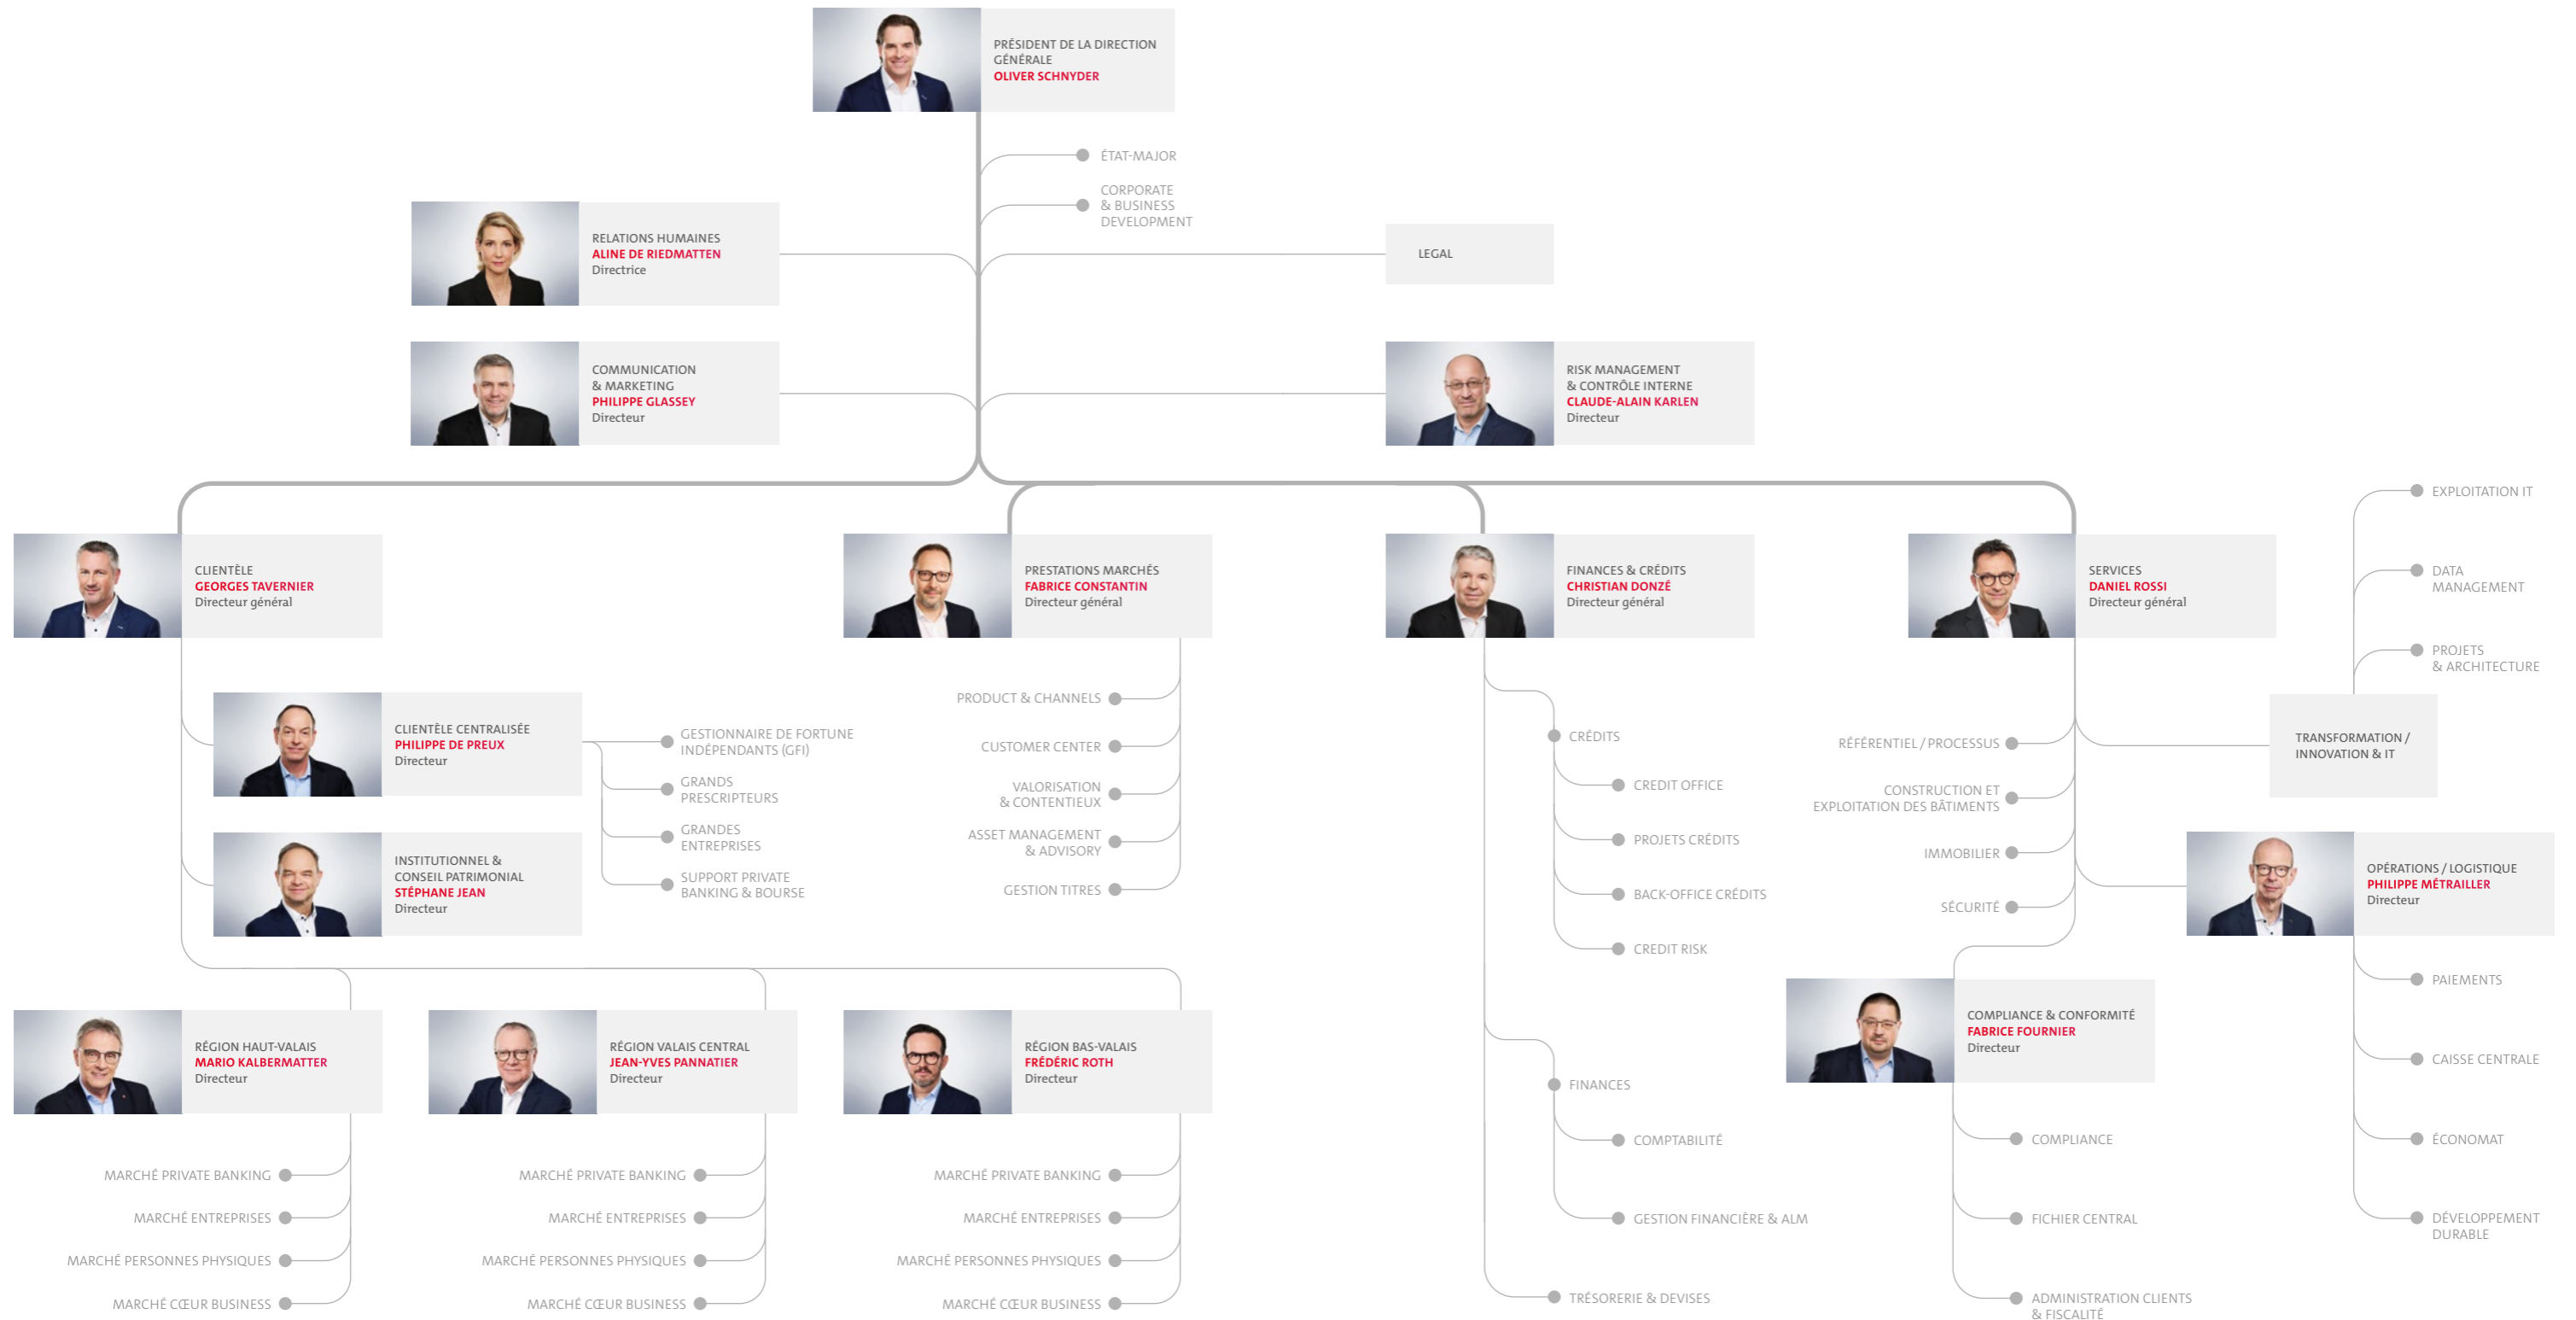 PRÉSIDENT DE LA DIRECTION
GÉNÉRALE
OLIVER SCHNYDER
ÉTAT-MAJOR
CORPORATE
& BUSINESS
DEVELOPMENT
RELATIONS HUMAINES
ALINE DE RIEDMATTEN
Directrice
LEGAL
COMMUNICATION
& MARKETING
PHILIPPE GLASSEY
Directeur
RISK MANAGEMENT
& CONTRÔLE INTERNE
CLAUDE-ALAIN KARLEN
Directeur
CLIENTÈLE
GEORGES TAVERNIER
Directeur général
PRESTATIONS MARCHÉS
FABRICE CONSTANTIN
Directeur général
FINANCES & CRÉDITS
CHRISTIAN DONZÉ
Directeur général
SERVICES
DANIEL ROSSI
Directeur général
EXPLOITATION IT
DATA
MANAGEMENT
PROJETS
& ARCHITECTURE
TRANSFORMATION /
INNOVATION & IT
CLIENTÈLE CENTRALISÉE
PHILIPPE DE PREUX
Directeur
GESTIONNAIRE DE FORTUNE
INDÉPENDANTS (GFI)
GRANDS
PRESCRIPTEURS
GRANDES
ENTREPRISES
SUPPORT PRIVATE
BANKING & BOURSE
INSTITUTIONNEL &
CONSEIL PATRIMONIAL
STÉPHANE JEAN
Directeur
PRODUCT & CHANNELS
CUSTOMER CENTER
VALORISATION
& CONTENTIEUX
ASSET MANAGEMENT
& ADVISORY
GESTION TITRES
CRÉDITS
CREDIT OFFICE
PROJETS CRÉDITS
BACK-OFFICE CRÉDITS
CREDIT RISK
RÉFÉRENTIEL / PROCESSUS
CONSTRUCTION ET
EXPLOITATION DES BÂTIMENTS
IMMOBILIER
SÉCURITÉ
OPÉRATIONS / LOGISTIQUE
PHILIPPE MÉTRAILLER
Directeur
PAIEMENTS
CAISSE CENTRALE
ÉCONOMAT
DÉVELOPPEMENT
DURABLE
RÉGION HAUT-VALAIS
MARIO KALBERMATTER
Directeur
MARCHÉ PRIVATE BANKING
MARCHÉ ENTREPRISES
MARCHÉ PERSONNES PHYSIQUES
MARCHÉ CŒUR BUSINESS
RÉGION VALAIS CENTRAL
JEAN-YVES PANNATIER
Directeur
MARCHÉ PRIVATE BANKING
MARCHÉ ENTREPRISES
MARCHÉ PERSONNES PHYSIQUES
MARCHÉ CŒUR BUSINESS
RÉGION BAS-VALAIS
FRÉDÉRIC ROTH
Directeur
MARCHÉ PRIVATE BANKING
MARCHÉ ENTREPRISES
MARCHÉ PERSONNES PHYSIQUES
MARCHÉ CŒUR BUSINESS
FINANCES
COMPTABILITÉ
GESTION FINANCIÈRE & ALM
TRÉSORERIE & DEVISES
COMPLIANCE & CONFORMITÉ
FABRICE FOURNIER
Directeur
COMPLIANCE
FICHIER CENTRAL
ADMINISTRATION CLIENTS
& FISCALITÉ